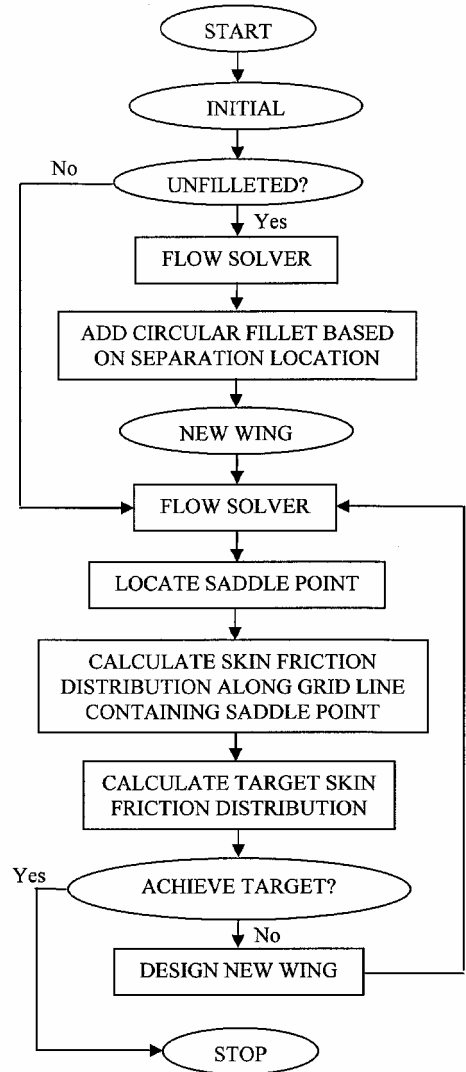 START
INITIAL
No
UNFILLETED?
Yes
FLOW SOLVER
ADD CIRCULAR FILLET BASED
ON SEPARATION LOCATION
NEW WING
FLOW SOLVER
LOCATE SADDLE POINT
CALCULATE SKIN FRICTION
DISTRIBUTION ALONG GRID LINE
CONTAINING SADDLE POINT
CALCULATE TARGET SKIN
FRICTION DISTRIBUTION
Yes
ACHIEVE TARGET?
No
DESIGN NEW WING
STOP